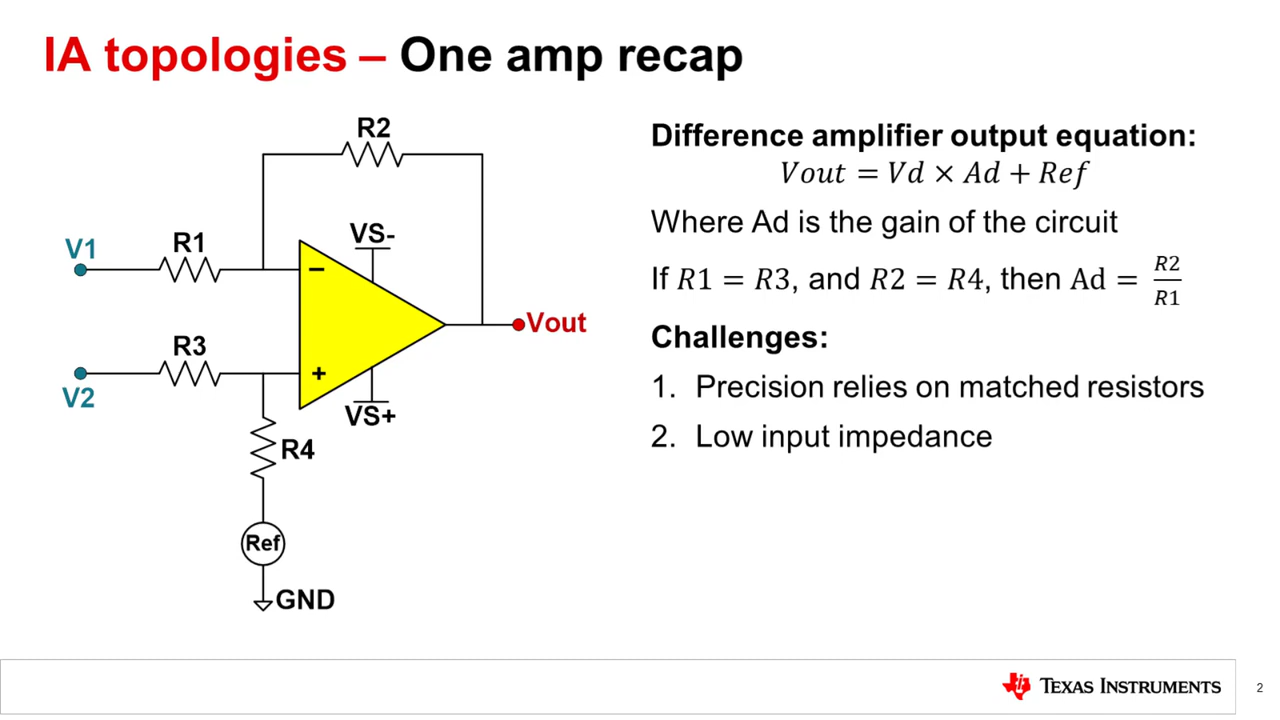 IA topologies – One amp recap
R2
V1
R1
VS-
−
Vout
R3
V2
+
VS+
R4
Ref
GND
Difference amplifier output equation:
Vout = Vd × Ad + Ref
Where Ad is the gain of the circuit
If R1 = R3, and R2 = R4, then Ad = R2/R1
Challenges:
1. Precision relies on matched resistors
2. Low input impedance
TEXAS INSTRUMENTS
2